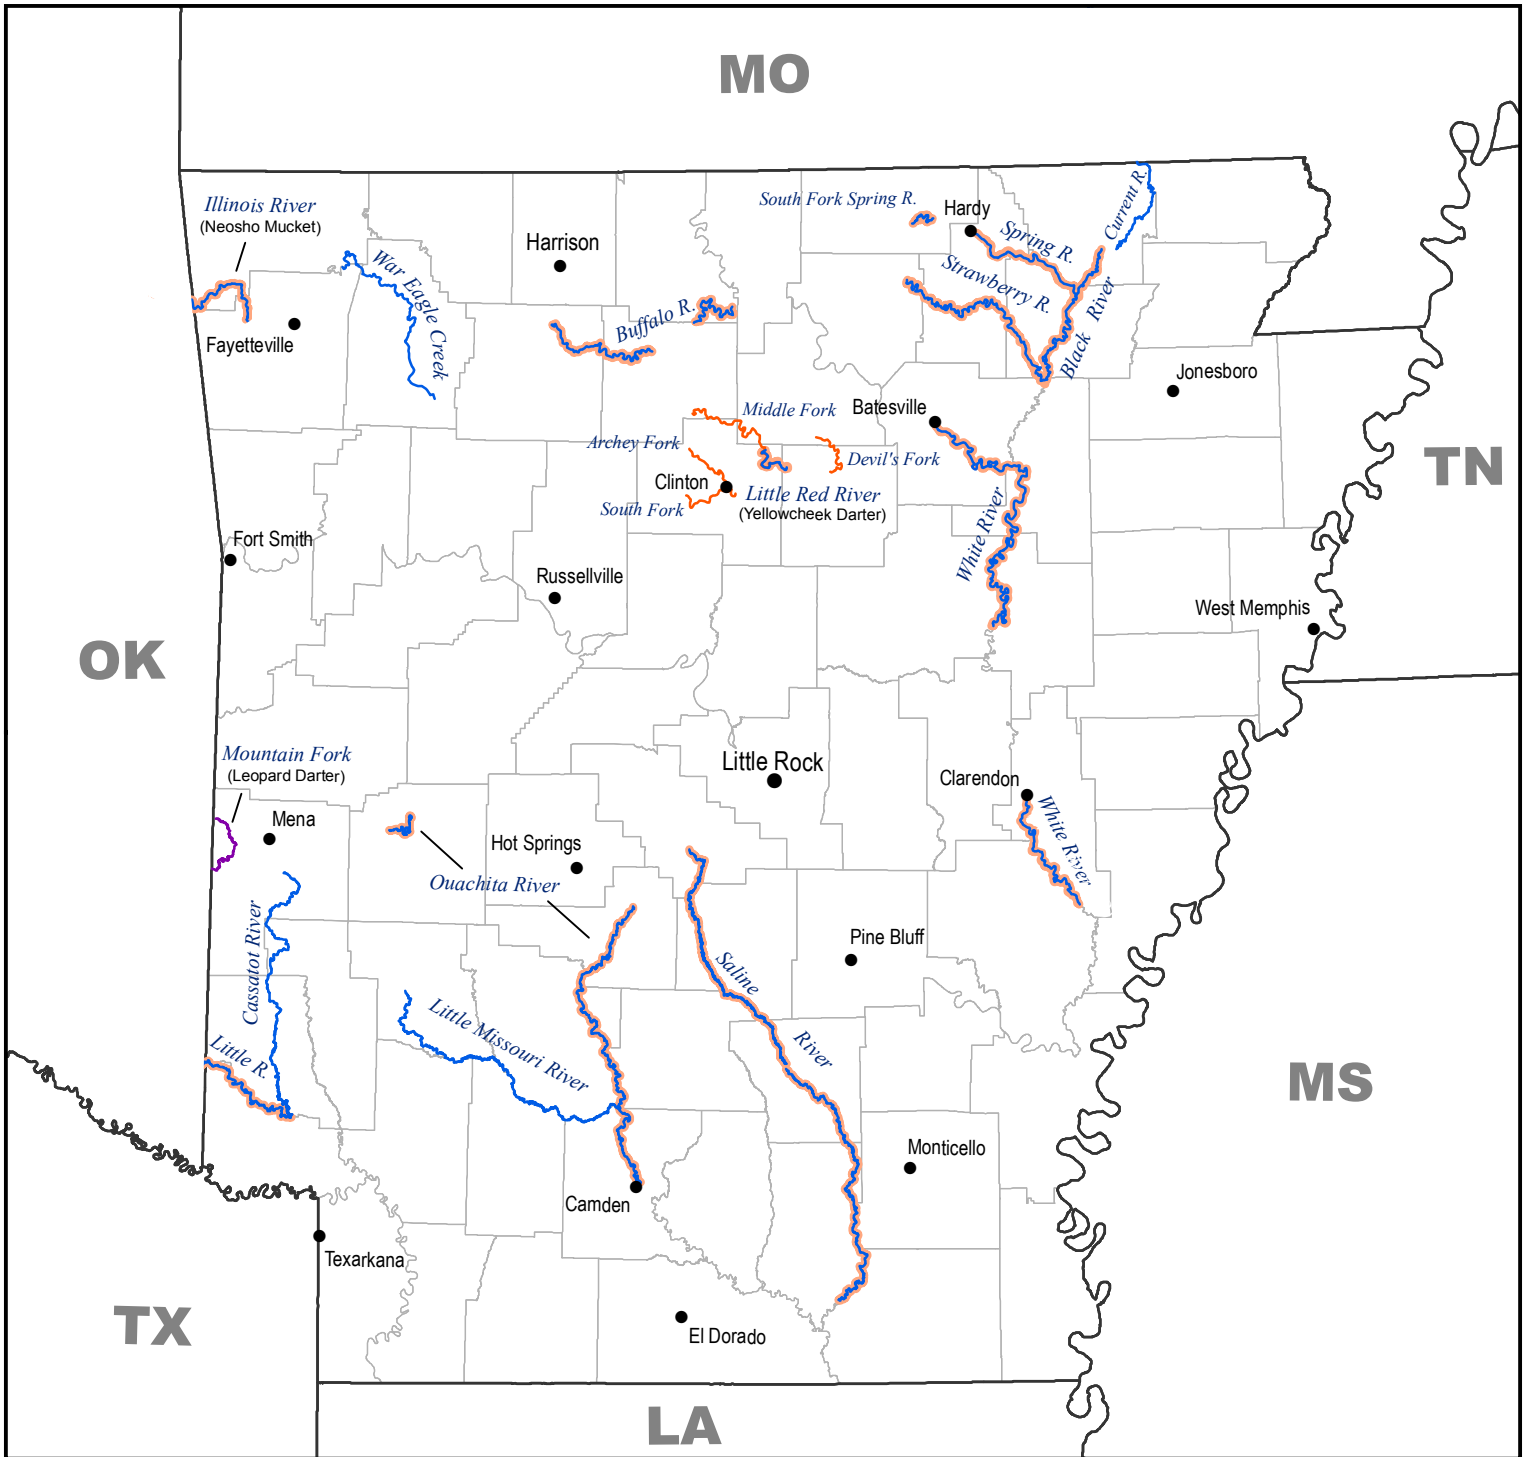 MO
Illinois River
(Neosho Mucket)
South Fork Spring R.
Hardy
Current R.
Harrison
War Eagle Creek
Spring R.
Strawberry R.
Buffalo R.
Black River
Fayetteville
Jonesboro
Batesville
Middle Fork
Archey Fork
Devil's Fork
Clinton
Little Red River
(Yellowcheek Darter)
South Fork
TN
White River
Fort Smith
Russellville
West Memphis
OK
Mountain Fork
(Leopard Darter)
Little Rock
Clarendon
White River
Mena
Hot Springs
Ouachita River
Cassatot River
Pine Bluff
Saline
River
Little Missouri River
Little R.
MS
Monticello
Camden
Texarkana
TX
El Dorado
LA